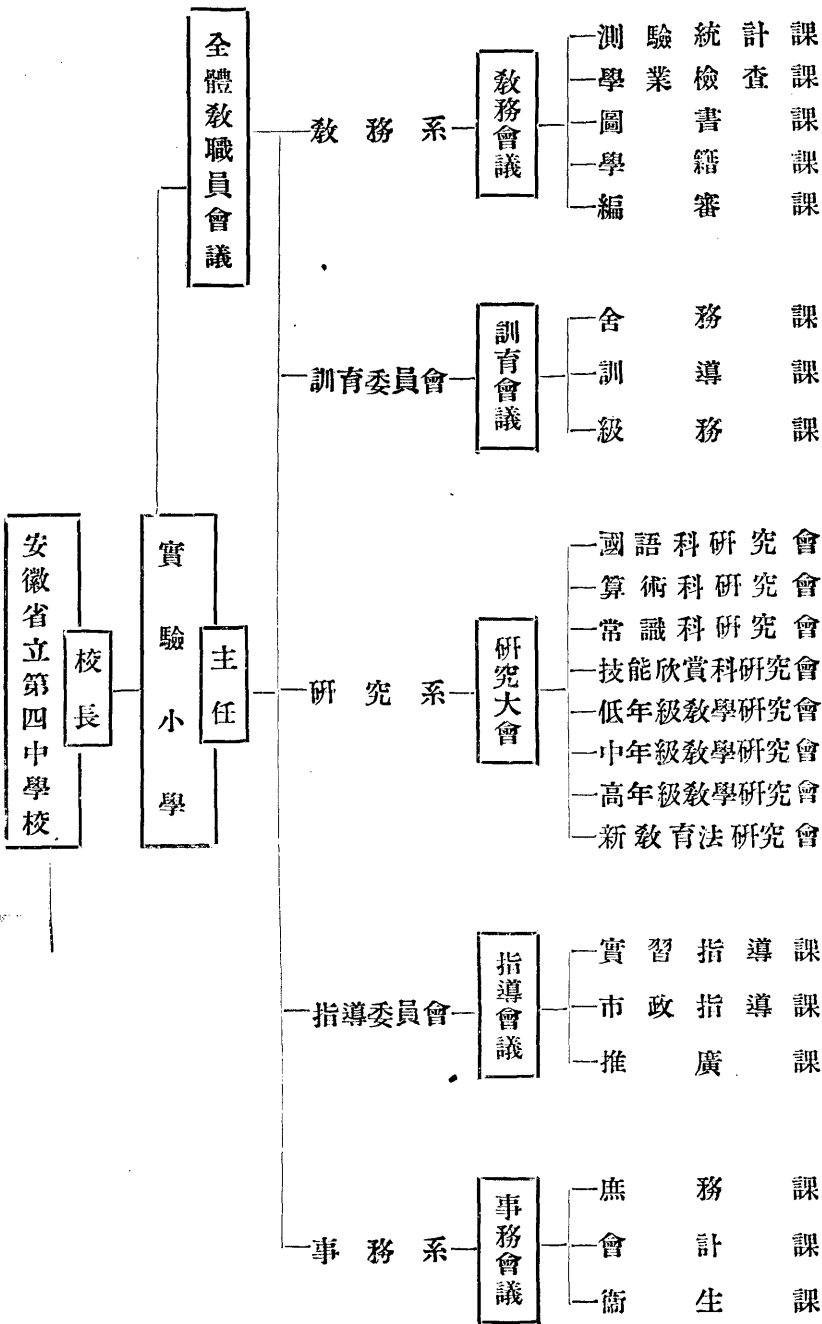 安徽省立第四中學校
校長
實驗小學
主任
全體教職員會議
教務系
教務會議
測驗統計課
學業檢查課
圖書課
學籍課
編審課
訓育委員會
訓育會議
舍務課
訓導課
級務課
研究系
研究大會
國語科研究會
算術科研究會
常識科研究會
技能欣賞科研究會
低年級教學研究會
中年級教學研究會
高年級教學研究會
新教育法研究會
指導委員會
指導會議
實習指導課
市政指導課
推廣課
事務系
事務會議
庶務課
會計課
衞生課